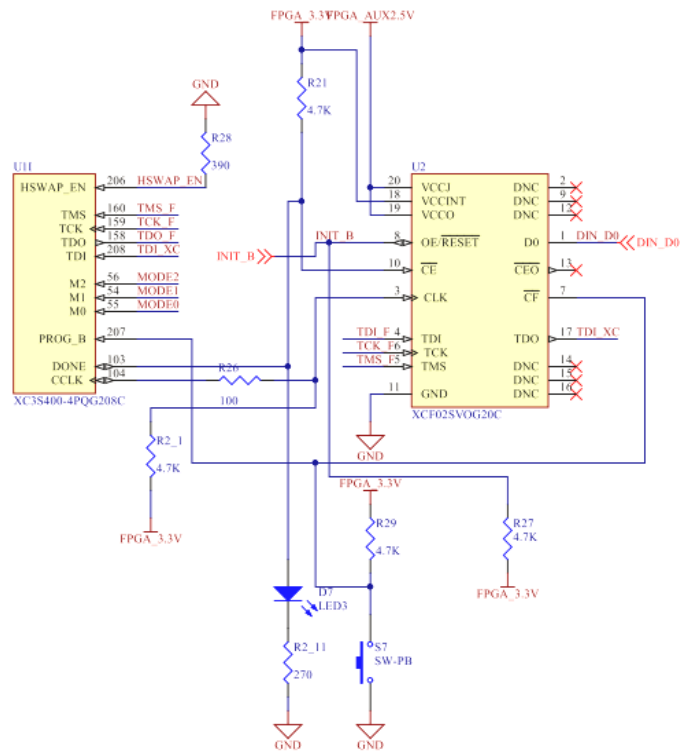 FPGA_3.3V
FPGA_AUX2.5V
GND
R21
4.7K
R28
390
U1I
HSWAP_EN
206
HSWAP_EN
TMS
160
TMS_F
TCK
159
TCK_F
TDO
158
TDO_F
TDI
208
TDI_XC
M2
56
MODE2
M1
54
MODE1
M0
55
MODE0
PROG_B
207
DONE
103
CCLK
104
XC3S400-4PQG208C
R26
100
INIT_B
INIT_B
U2
20
VCCJ
18
VCCINT
19
VCCO
8
OE/RESET
10
CE
3
CLK
TDI_F
4
TDI
TCK_F
6
TCK
TMS_F
5
TMS
11
GND
DNC
2
DNC
9
DNC
12
D0
1
DIN_D0
DIN_D0
CEO
13
CF
7
TDO
17
TDI_XC
DNC
14
DNC
15
DNC
16
XCF02SVOG20C
GND
R2_1
4.7K
FPGA_3.3V
FPGA_3.3V
R29
4.7K
R27
4.7K
FPGA_3.3V
D7
LED3
R2_11
270
S7
SW-PB
GND
GND